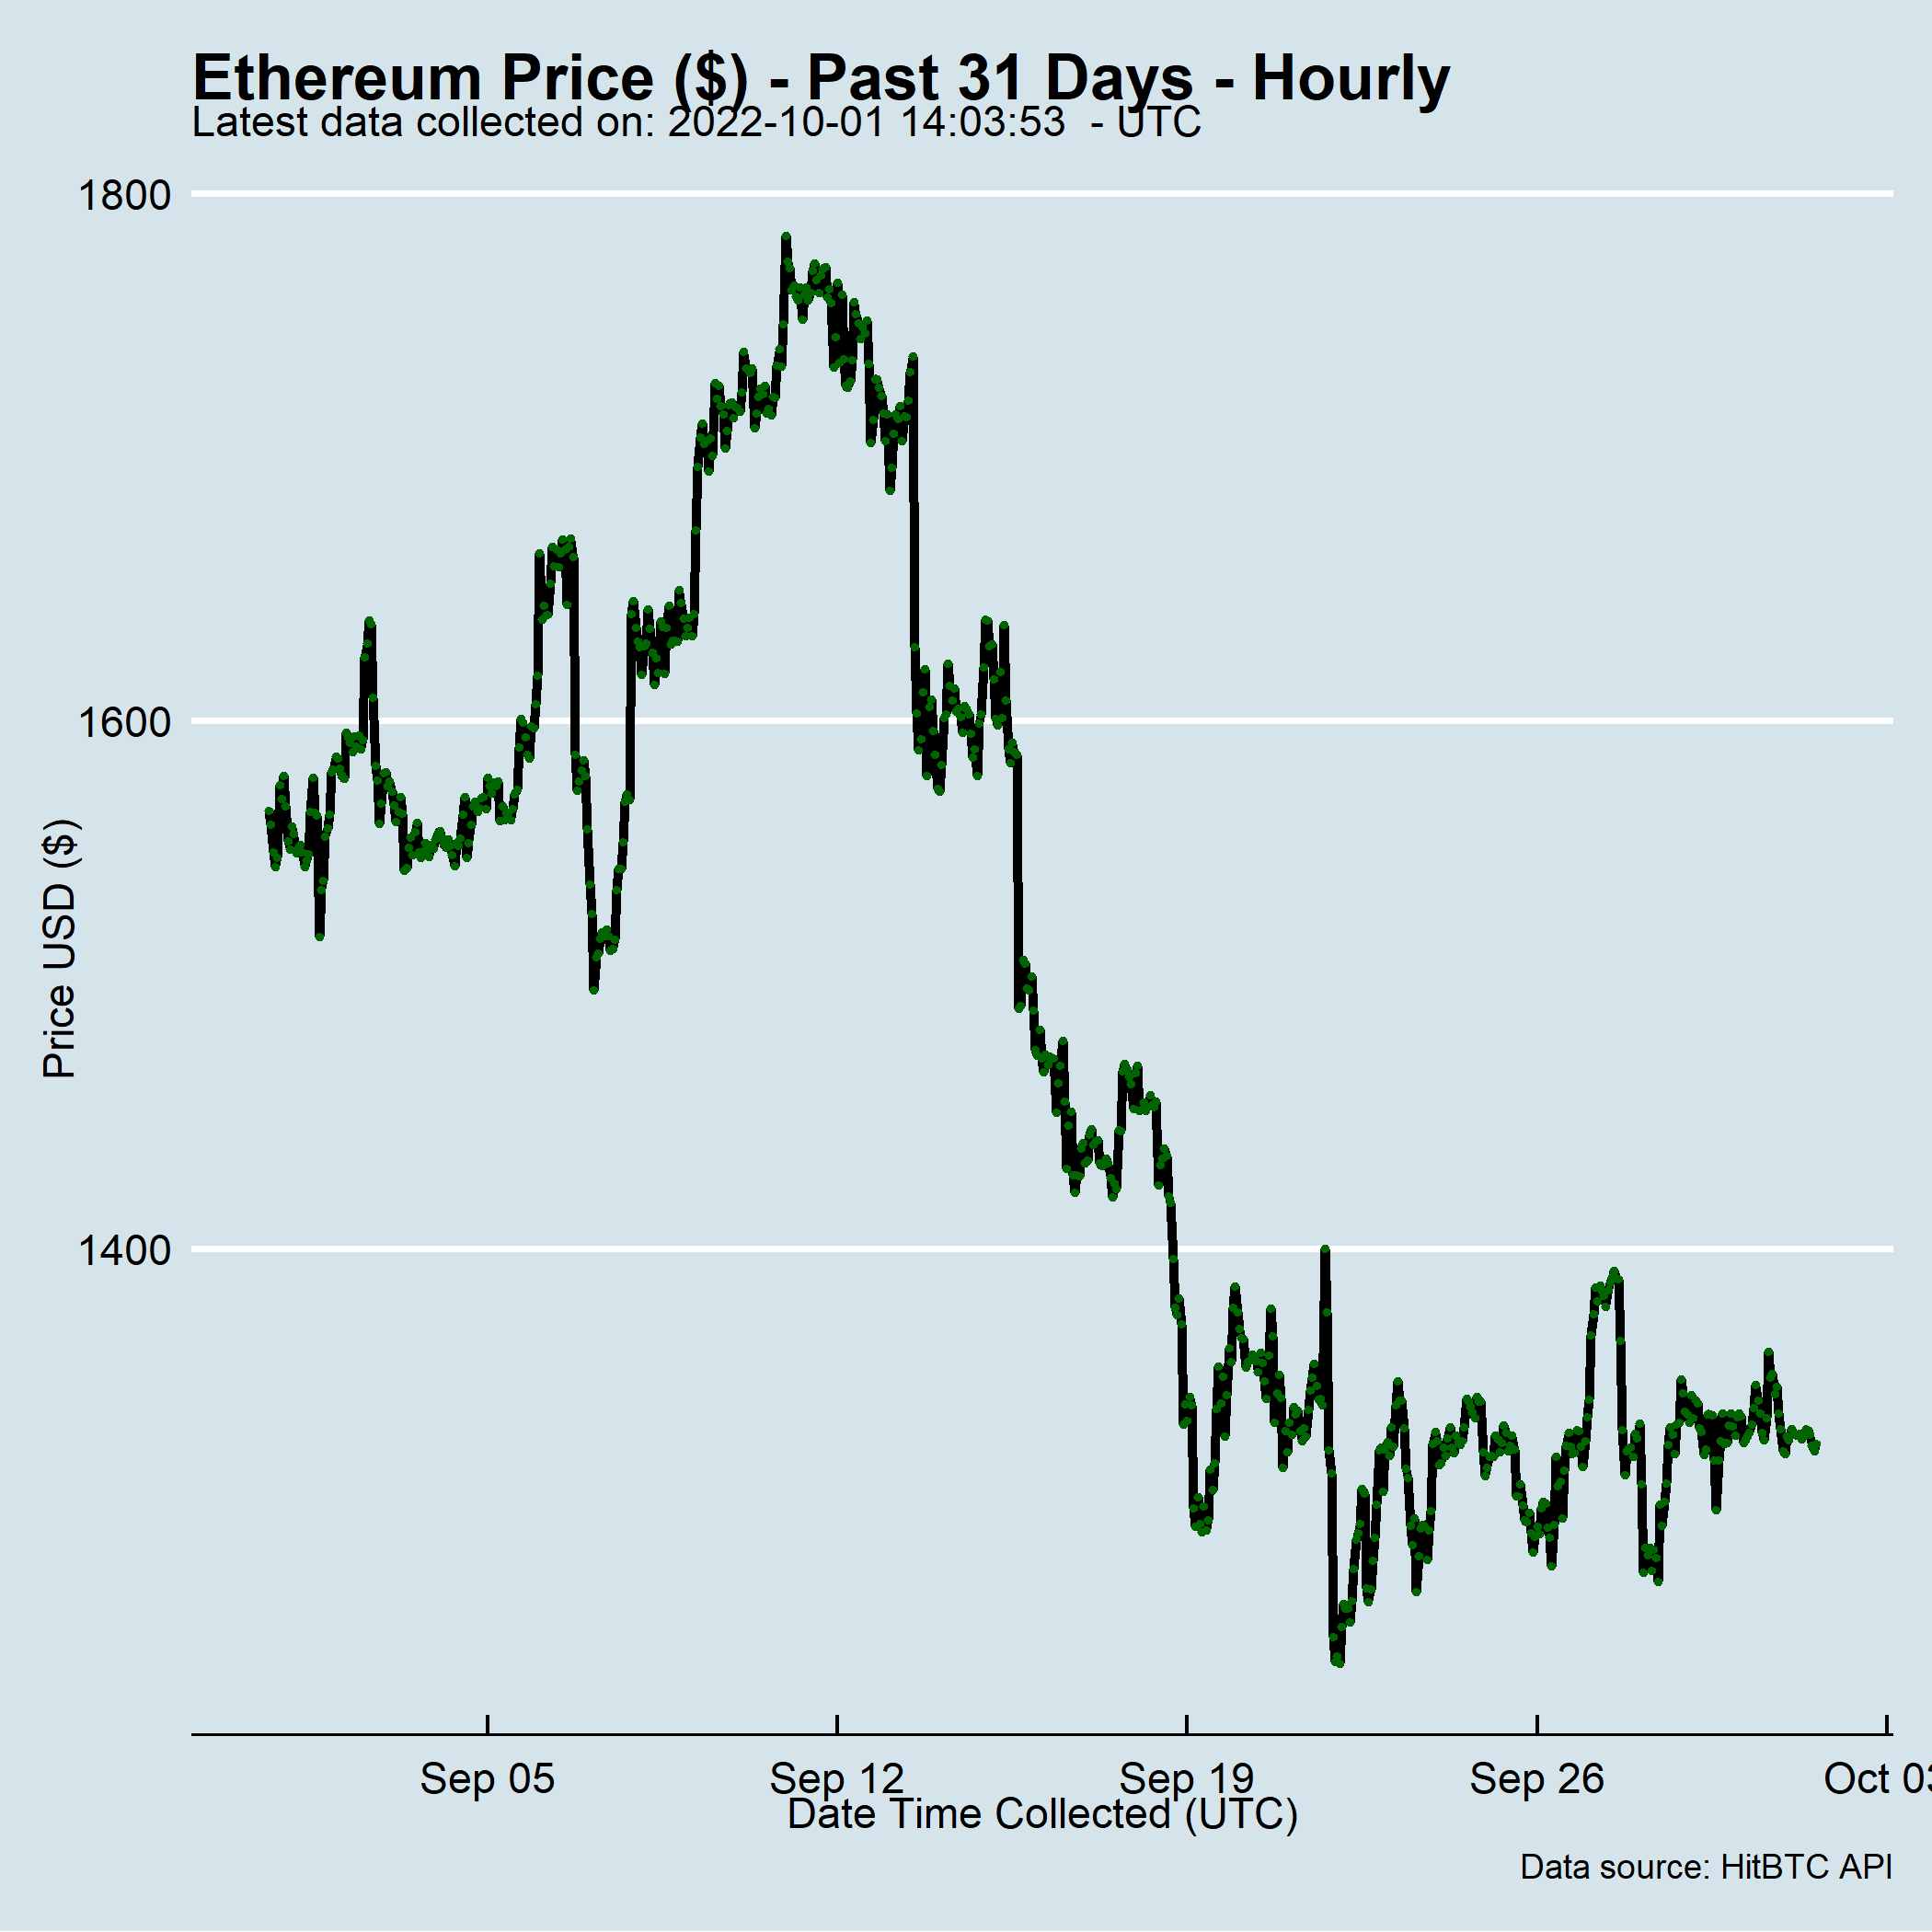 Ethereum Price ($) - Past 31 Days - Hourly
Latest data collected on: 2022-10-01 14:03:53  - UTC
1800
1600
1400
Price USD ($)
Sep 05
Sep 12
Sep 19
Sep 26
Oct 03
Date Time Collected (UTC)
Data source: HitBTC API